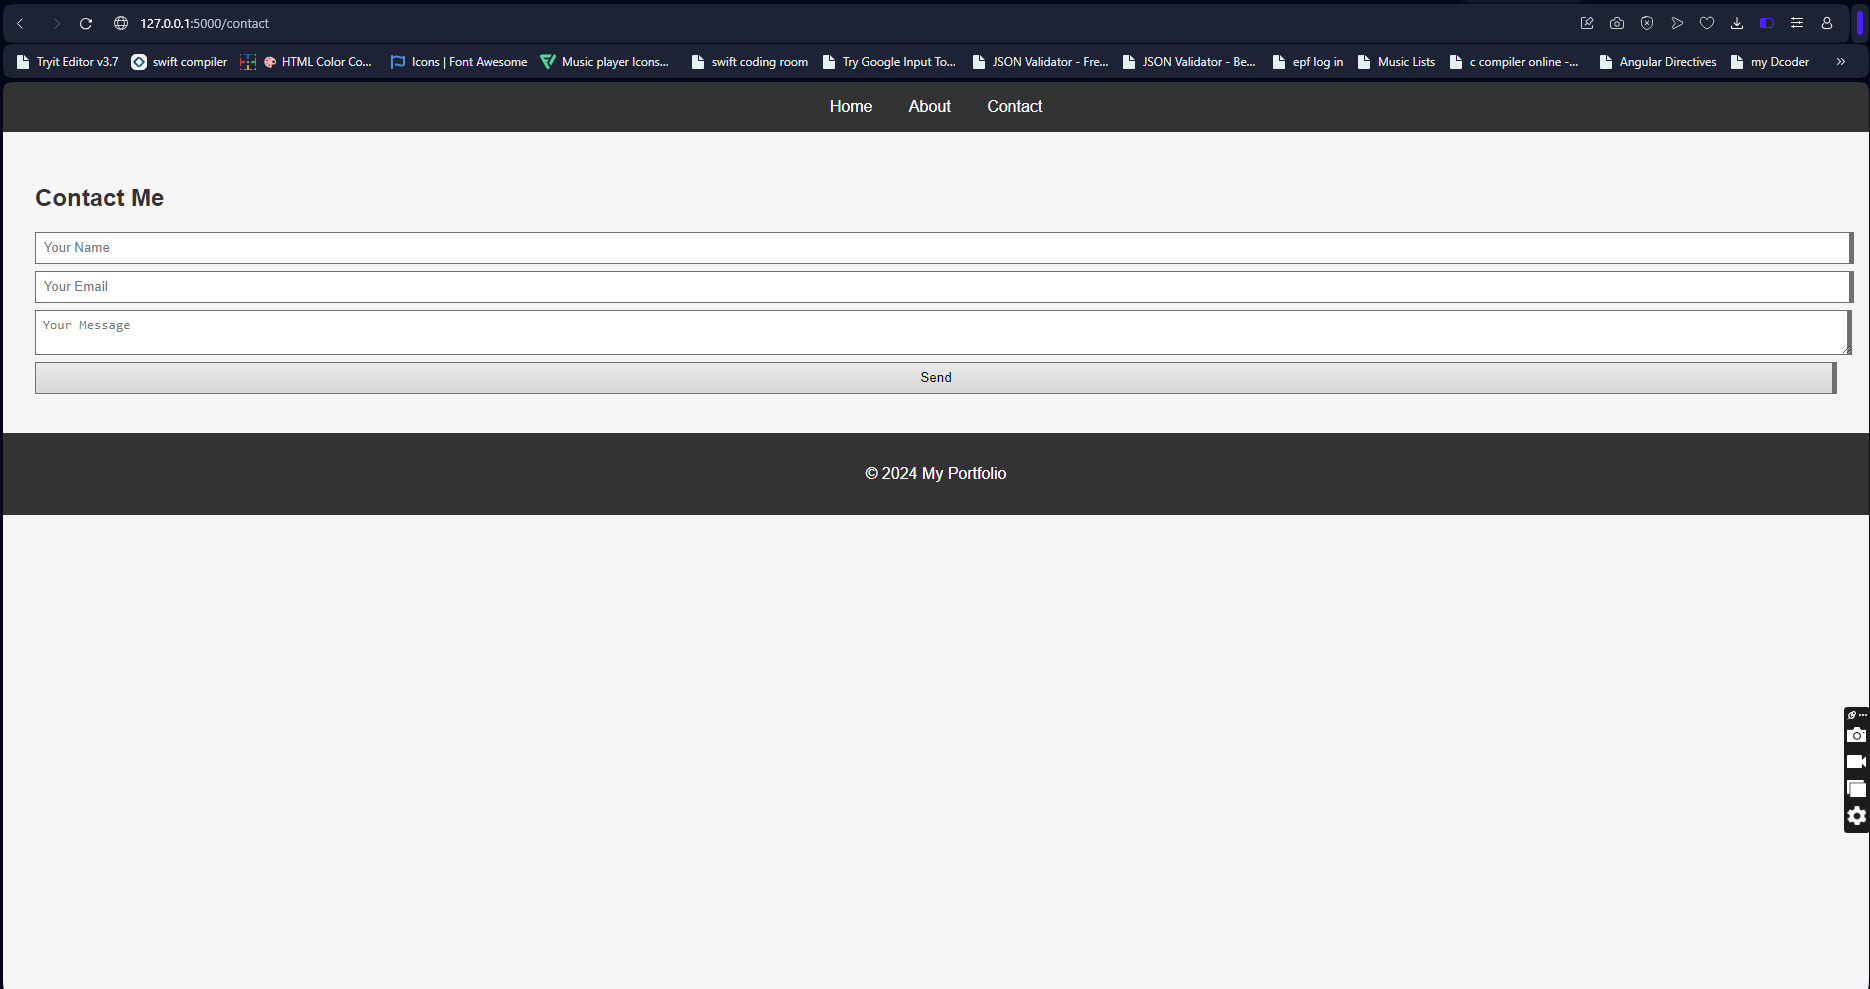 127.0.0.1:5000/contact
Tryit Editor v3.7 swift compiler HTML Color Co... Icons | Font Awesome Music player Icons... swift coding room Try Google Input To... JSON Validator - Fre... JSON Validator - Be... epf log in Music Lists c compiler online -... Angular Directives my Dcoder
Home About Contact
Contact Me
Your Name
Your Email
Your Message
Send
© 2024 My Portfolio